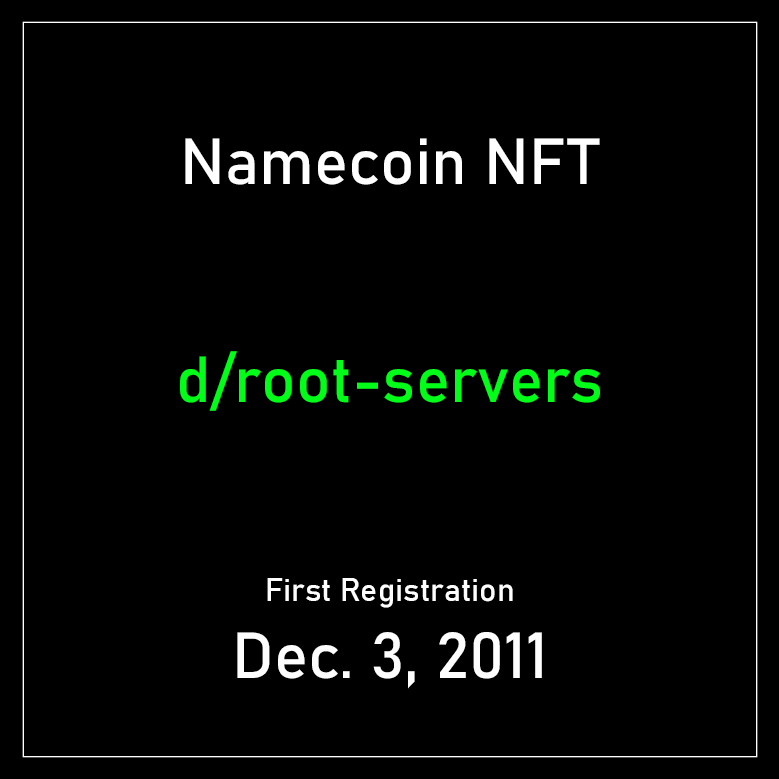 Namecoin NFT
d/root-servers
First Registration
Dec. 3, 2011